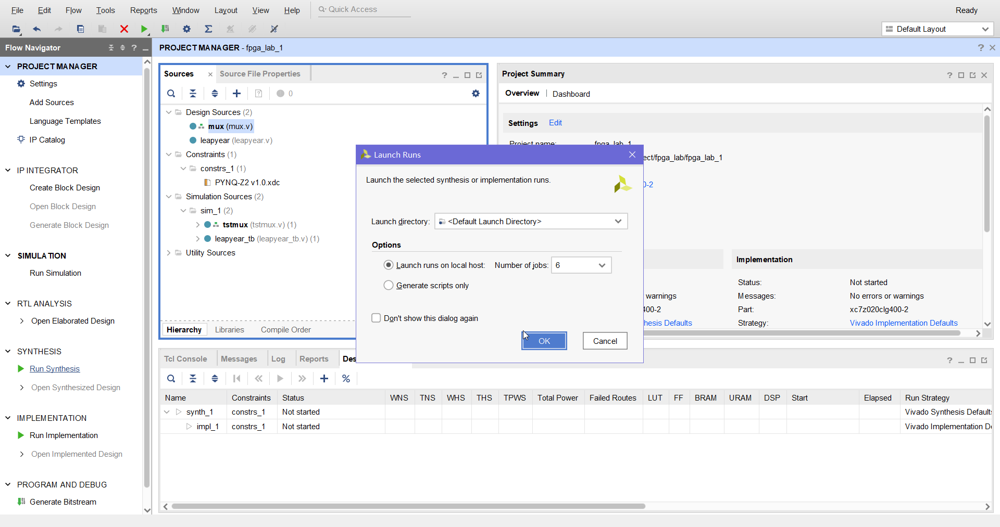 File Edit Flow Tools Reports Window Layout View Help Quick Access Ready
Default Layout
Flow Navigator
PROJECT MANAGER
Settings
Add Sources
Language Templates
IP Catalog
IP INTEGRATOR
Create Block Design
Open Block Design
Generate Block Design
SIMULATION
Run Simulation
RTL ANALYSIS
Open Elaborated Design
SYNTHESIS
Run Synthesis
Open Synthesized Design
IMPLEMENTATION
Run Implementation
Open Implemented Design
PROGRAM AND DEBUG
Generate Bitstream
PROJECT MANAGER - fpga_lab_1
Sources Source File Properties
0
Design Sources (2)
mux (mux.v)
leapyear (leapyear.v)
Constraints (1)
constrs_1 (1)
PYNQ-Z2 v1.0.xdc
Simulation Sources (2)
sim_1 (2)
tstmux (tstmux.v) (1)
leapyear_tb (leapyear_tb.v) (1)
Utility Sources
Hierarchy Libraries Compile Order
Project Summary
Overview Dashboard
Settings Edit
Project name: fpga_lab_1
ect/fpga_lab/fpga_lab_1
0-2
Implementation
Status: Not started
warnings Messages: No errors or warnings
400-2 Part: xc7z020clg400-2
hesis Defaults Strategy: Vivado Implementation Defaults
Launch Runs
Launch the selected synthesis or implementation runs.
Launch directory: <Default Launch Directory>
Options
Launch runs on local host: Number of jobs: 6
Generate scripts only
Don't show this dialog again
OK Cancel
Tcl Console Messages Log Reports Des
Name Constraints Status WNS TNS WHS THS TPWS Total Power Failed Routes LUT FF BRAM URAM DSP Start Elapsed Run Strategy
synth_1 constrs_1 Not started Vivado Synthesis Defaults
impl_1 constrs_1 Not started Vivado Implementation D